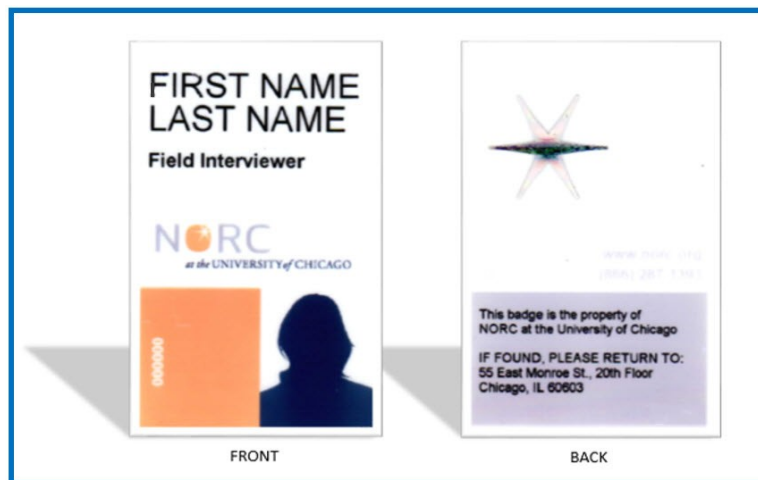 FIRST NAME
LAST NAME
Field Interviewer
NORC
at the UNIVERSITY of CHICAGO
000000
FRONT
This badge is the property of
NORC at the University of Chicago
IF FOUND, PLEASE RETURN TO:
55 East Monroe St., 20th Floor
Chicago, IL 60603
BACK